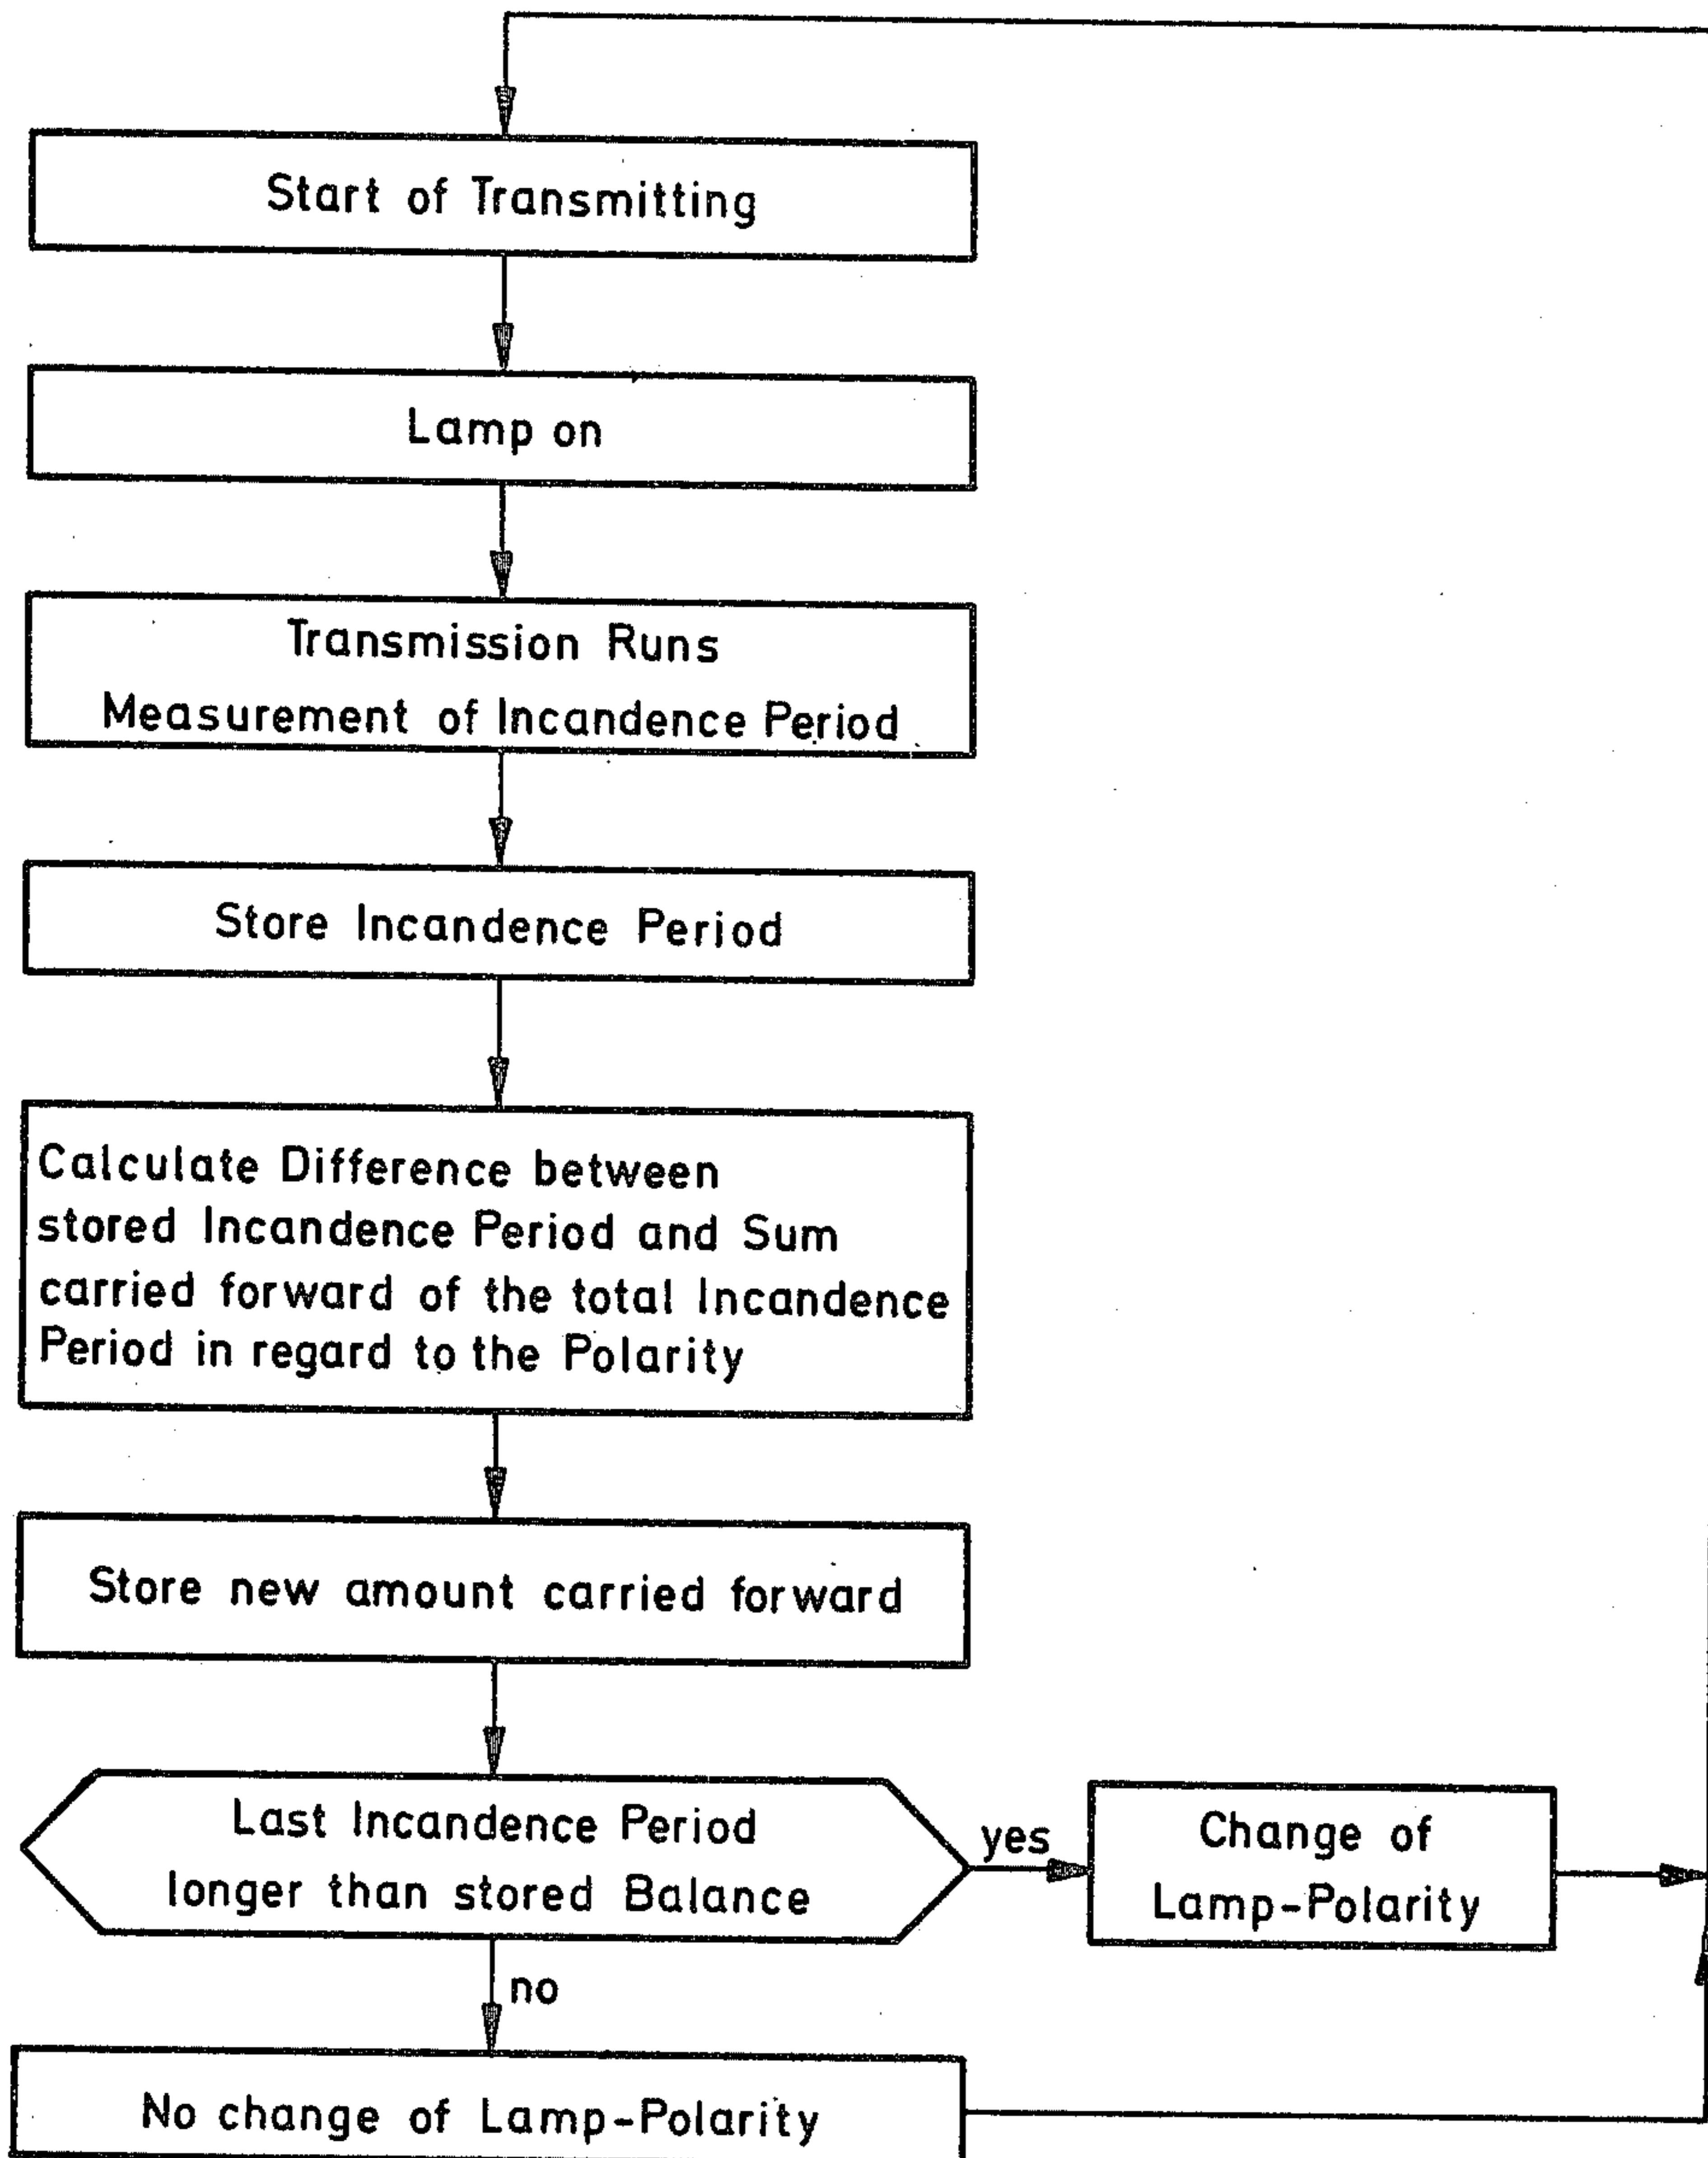 Start of Transmitting
Lamp on
Transmission Runs
Measurement of Incandence Period
Store Incandence Period
Calculate Difference between
stored Incandence Period and Sum
carried forward of the total Incandence
Period in regard to the Polarity
Store new amount carried forward
Last Incandence Period
longer than stored Balance
yes
Change of
Lamp-Polarity
no
No change of Lamp-Polarity